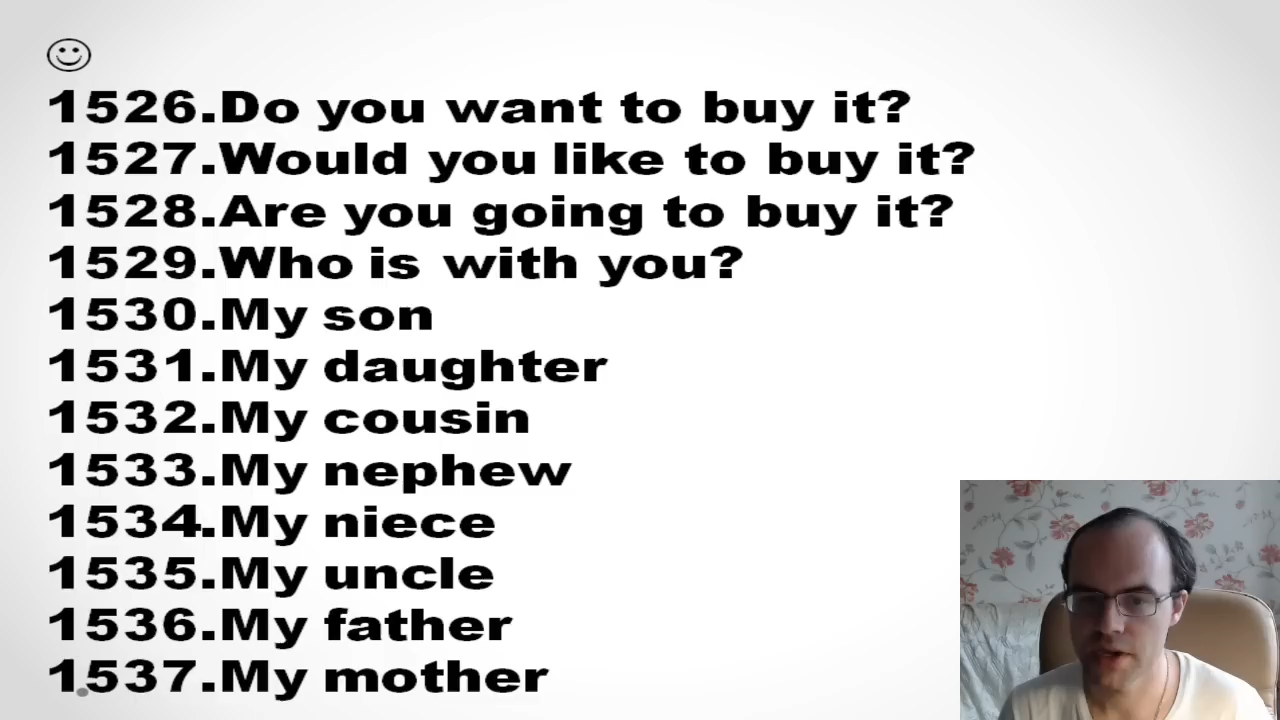 1526.Do you want to buy it?
1527.Would you like to buy it?
1528.Are you going to buy it?
1529.Who is with you?
1530.My son
1531.My daughter
1532.My cousin
1533.My nephew
1534.My niece
1535.My uncle
1536.My father
1537.My mother